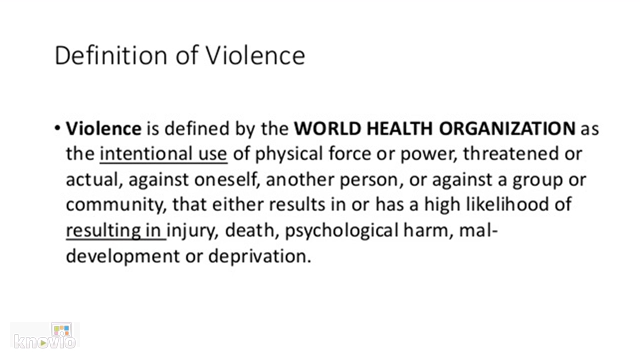 Definition of Violence
• Violence is defined by the WORLD HEALTH ORGANIZATION as
the intentional use of physical force or power, threatened or
actual, against oneself, another person, or against a group or
community, that either results in or has a high likelihood of
resulting in injury, death, psychological harm, mal-
development or deprivation.
knovio